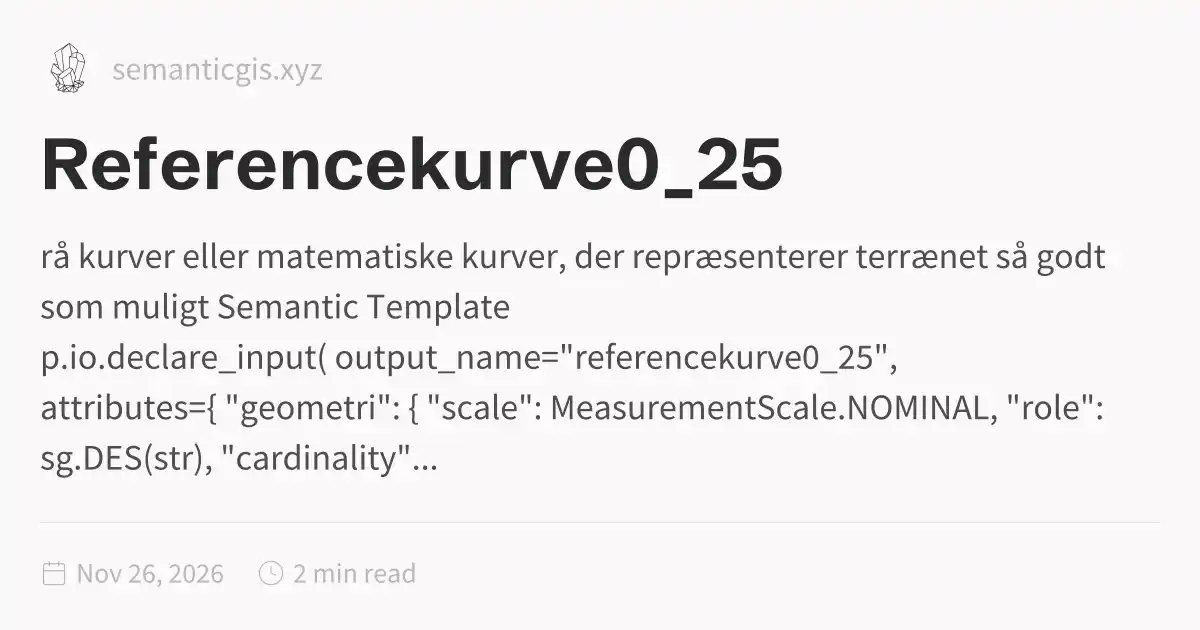 semanticgis.xyz
Referencekurve0_25
rå kurver eller matematiske kurver, der repræsenterer terrænet så godt
som muligt Semantic Template
p.io.declare_input( output_name="referencekurve0_25",
attributes={ "geometri": { "scale": MeasurementScale.NOMINAL, "role":
sg.DES(str), "cardinality"...
Nov 26, 2026 2 min read